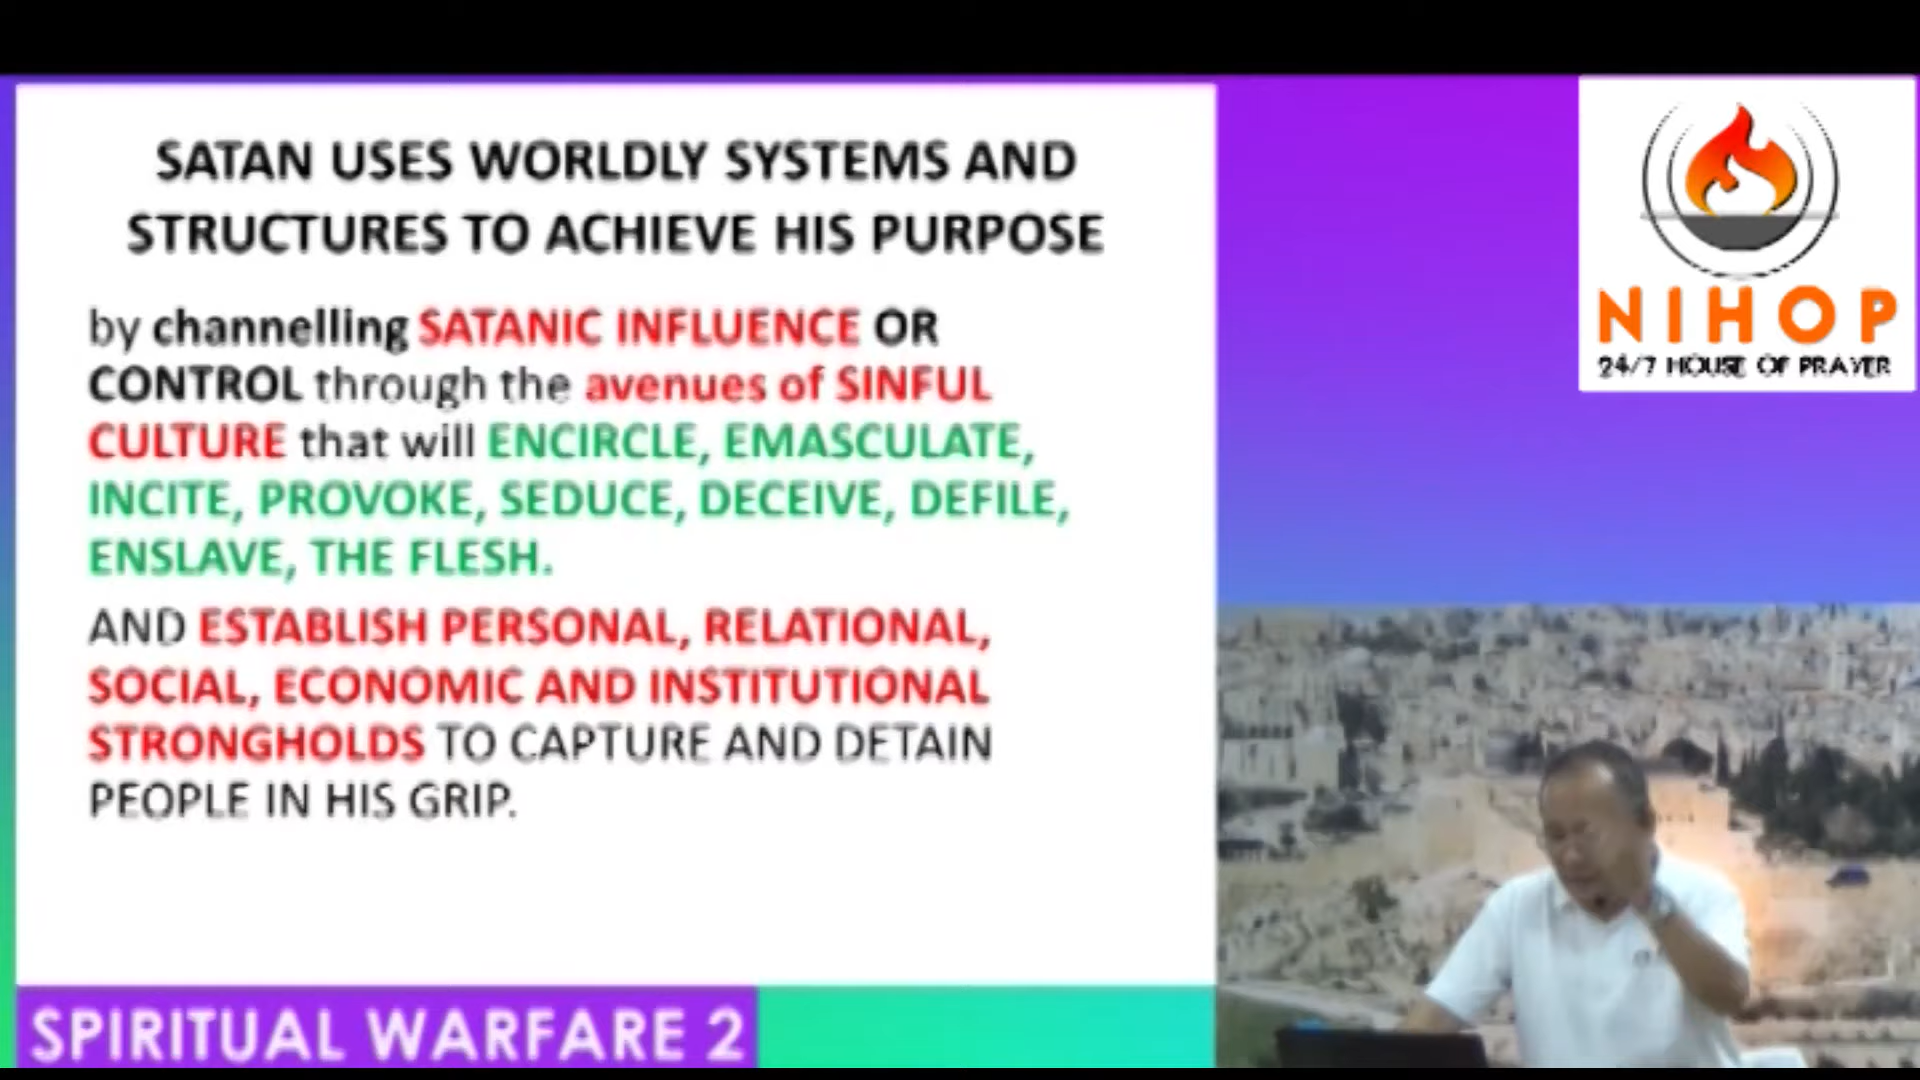 SATAN USES WORLDLY SYSTEMS AND
STRUCTURES TO ACHIEVE HIS PURPOSE
by channelling SATANIC INFLUENCE OR
CONTROL through the avenues of SINFUL
CULTURE that will ENCIRCLE, EMASCULATE,
INCITE, PROVOKE, SEDUCE, DECEIVE, DEFILE,
ENSLAVE, THE FLESH.
AND ESTABLISH PERSONAL, RELATIONAL,
SOCIAL, ECONOMIC AND INSTITUTIONAL
STRONGHOLDS TO CAPTURE AND DETAIN
PEOPLE IN HIS GRIP.
SPIRITUAL WARFARE 2
NIHOP
24/7 HOUSE OF PRAYER